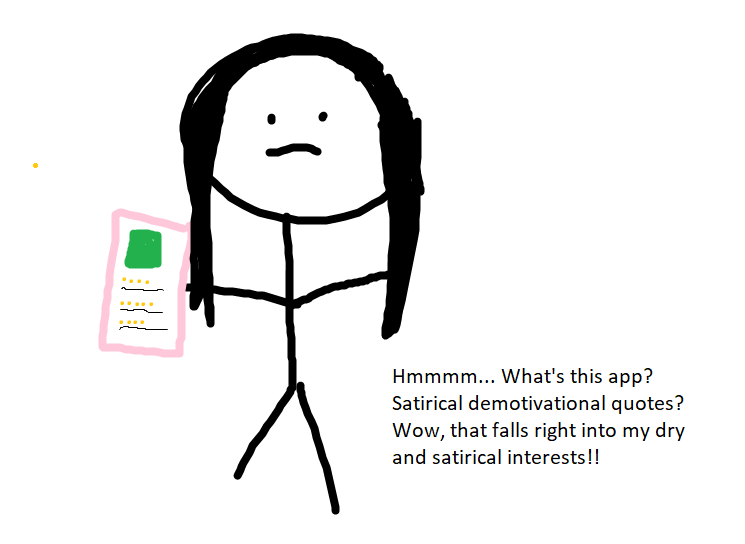 Hmmmm... What's this app?
Satirical demotivational quotes?
Wow, that falls right into my dry
and satirical interests!!